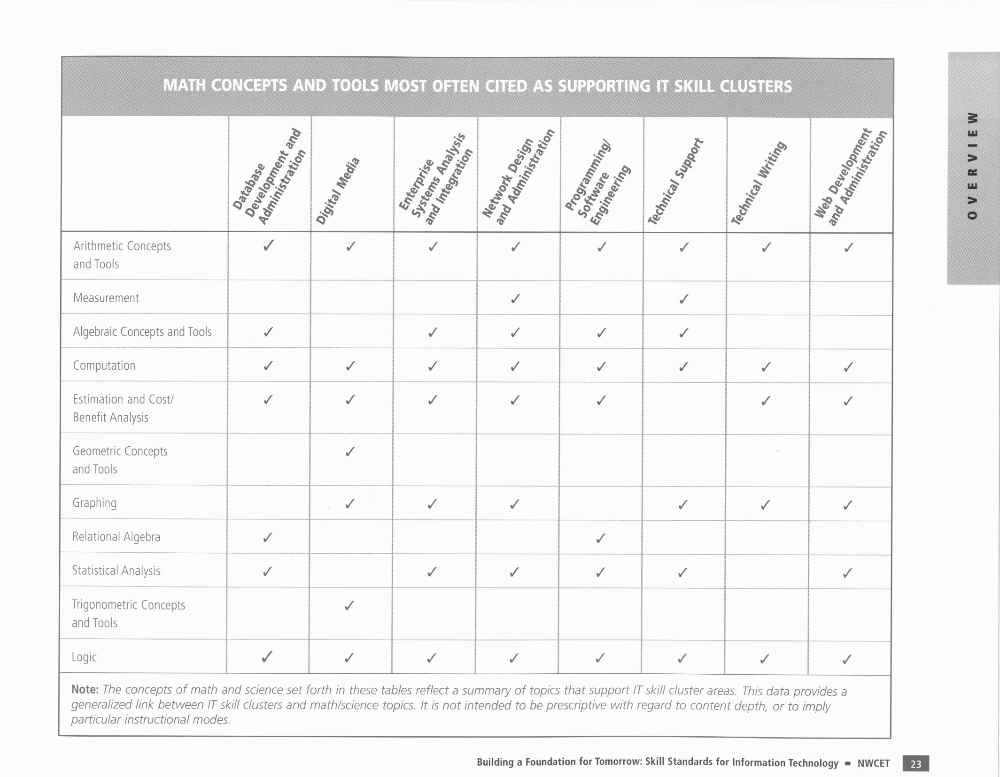 MATH CONCEPTS AND TOOLS MOST OFTEN CITED AS SUPPORTING IT SKILL CLUSTERS
Database
Development and
Administration
Digital Media
Enterprise
Systems Analysis
and Integration
Network Design
and Administration
Programming/
Software
Engineering
Technical Support
Technical Writing
Web Development
and Administration
Arithmetic Concepts ✓ ✓ ✓ ✓ ✓ ✓ ✓ ✓
and Tools
Measurement ✓ ✓
Algebraic Concepts and Tools ✓ ✓ ✓ ✓ ✓
Computation ✓ ✓ ✓ ✓ ✓ ✓ ✓ ✓
Estimation and Cost/ ✓ ✓ ✓ ✓ ✓ ✓ ✓
Benefit Analysis
Geometric Concepts ✓
and Tools
Graphing ✓ ✓ ✓ ✓ ✓ ✓
Relational Algebra ✓ ✓
Statistical Analysis ✓ ✓ ✓ ✓ ✓ ✓
Trigonometric Concepts ✓
and Tools
Logic ✓ ✓ ✓ ✓ ✓ ✓ ✓ ✓
Note: The concepts of math and science set forth in these tables reflect a summary of topics that support IT skill cluster areas. This data provides a
generalized link between IT skill clusters and math/science topics. It is not intended to be prescriptive with regard to content depth, or to imply
particular instructional modes.
Building a Foundation for Tomorrow: Skill Standards for Information Technology ■ NWCET 23
OVERVIEW